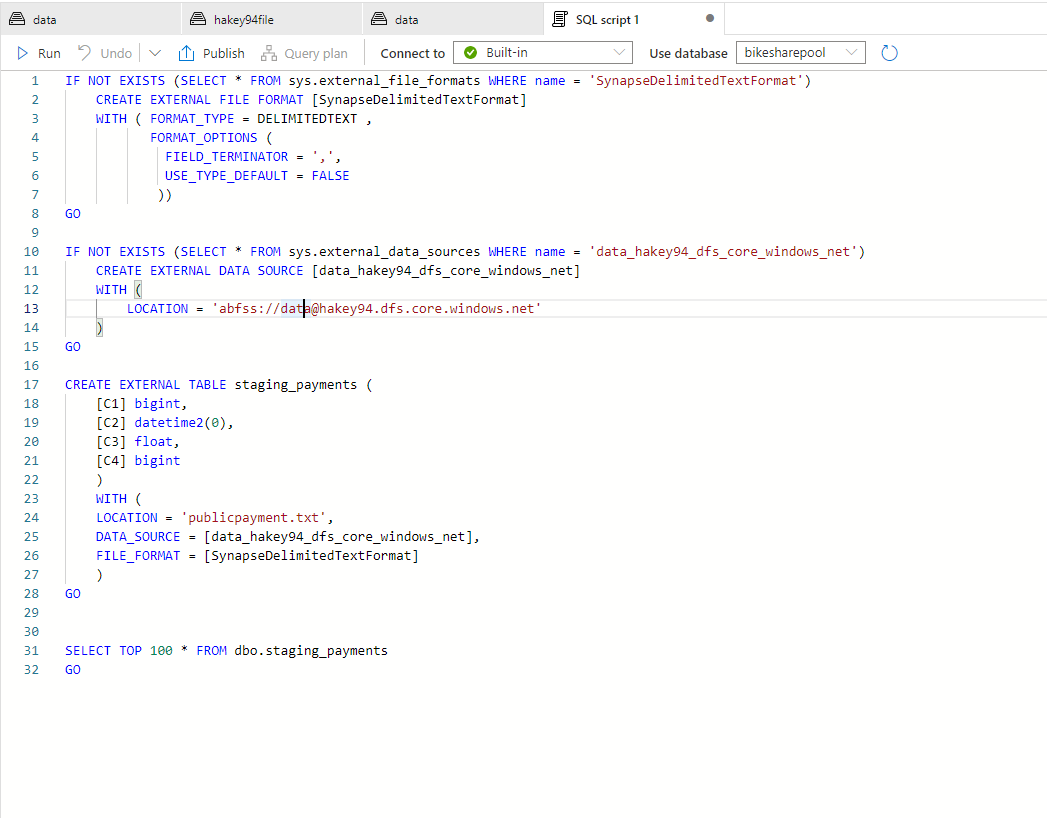 data hakey94file data SQL script 1
Run Undo Publish Query plan Connect to Built-in Use database bikesharepool
1 IF NOT EXISTS (SELECT * FROM sys.external_file_formats WHERE name = 'SynapseDelimitedTextFormat')
2 CREATE EXTERNAL FILE FORMAT [SynapseDelimitedTextFormat]
3 WITH ( FORMAT_TYPE = DELIMITEDTEXT ,
4 FORMAT_OPTIONS (
5 FIELD_TERMINATOR = ',',
6 USE_TYPE_DEFAULT = FALSE
7 ))
8 GO
9
10 IF NOT EXISTS (SELECT * FROM sys.external_data_sources WHERE name = 'data_hakey94_dfs_core_windows_net')
11 CREATE EXTERNAL DATA SOURCE [data_hakey94_dfs_core_windows_net]
12 WITH (
13 LOCATION = 'abfss://data@hakey94.dfs.core.windows.net'
14 )
15 GO
16
17 CREATE EXTERNAL TABLE staging_payments (
18 [C1] bigint,
19 [C2] datetime2(0),
20 [C3] float,
21 [C4] bigint
22 )
23 WITH (
24 LOCATION = 'publicpayment.txt',
25 DATA_SOURCE = [data_hakey94_dfs_core_windows_net],
26 FILE_FORMAT = [SynapseDelimitedTextFormat]
27 )
28 GO
29
30
31 SELECT TOP 100 * FROM dbo.staging_payments
32 GO